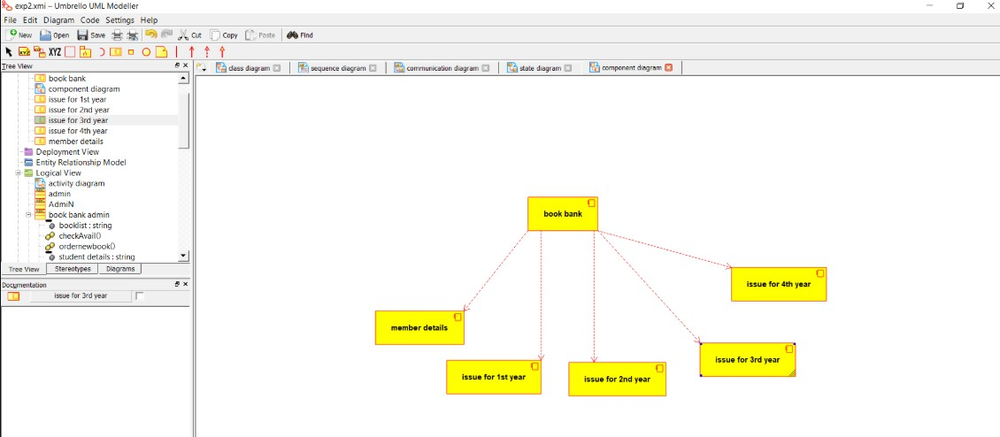 exp2.xmi – Umbrello UML Modeller
File Edit Diagram Code Settings Help
New Open Save Cut Copy Paste Find
XYZ XYZ
Tree View
class diagram sequence diagram communication diagram state diagram component diagram
book bank
component diagram
issue for 1st year
issue for 2nd year
issue for 3rd year
issue for 4th year
member details
Deployment View
Entity Relationship Model
Logical View
activity diagram
ABC admin
ABC AdmiN
ABC book bank admin
booklist : string
checkAvail()
ordernewbook()
student details : string
Tree View Stereotypes Diagrams
Documentation
issue for 3rd year
book bank
issue for 4th year
member details
issue for 3rd year
issue for 1st year
issue for 2nd year